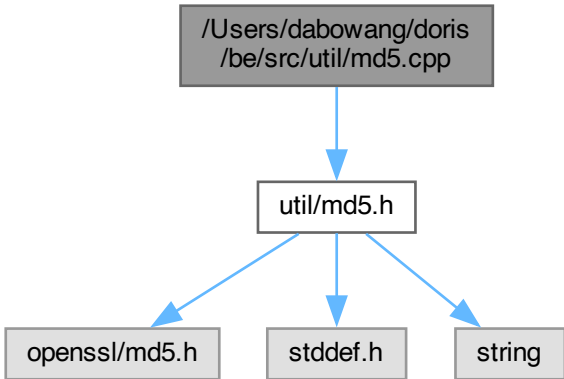 /Users/dabowang/doris
/be/src/util/md5.cpp
util/md5.h
openssl/md5.h
stddef.h
string